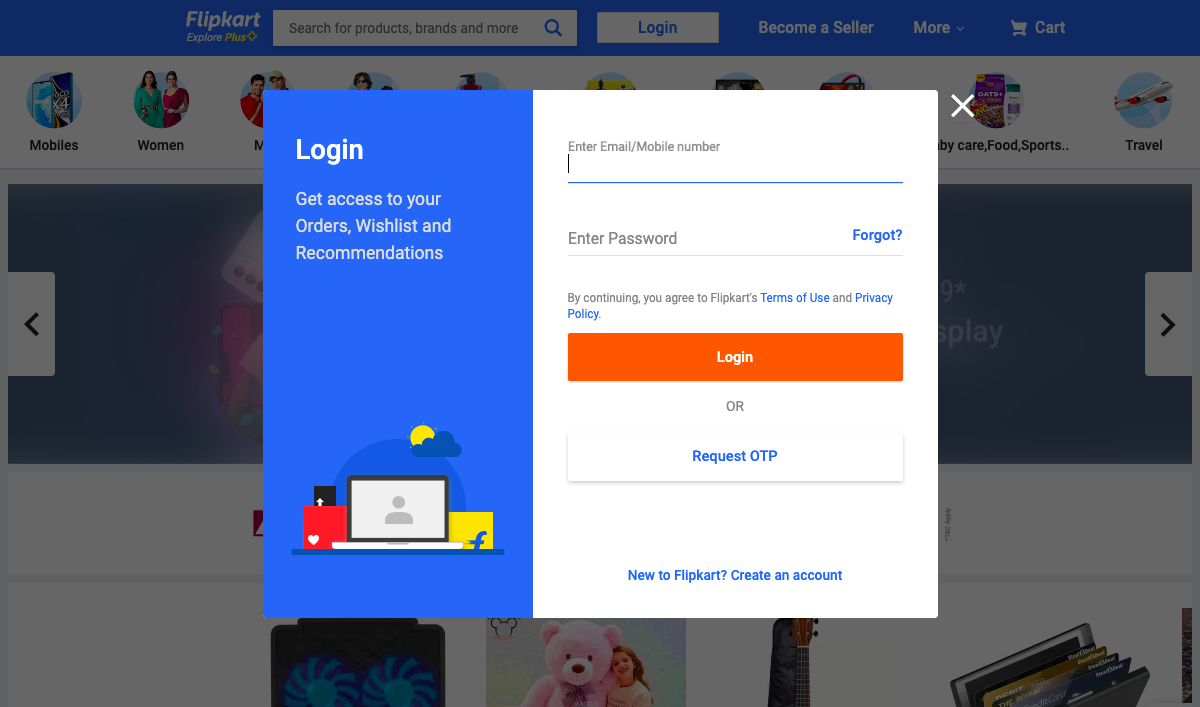 Flipkart
Explore Plus
Search for products, brands and more
Login
Become a Seller
More
Cart
Mobiles
Women
M
by care,Food,Sports..
Travel
Login
Get access to your
Orders, Wishlist and
Recommendations
Enter Email/Mobile number
Enter Password
Forgot?
By continuing, you agree to Flipkart's Terms of Use and Privacy
Policy.
Login
OR
Request OTP
New to Flipkart? Create an account
9*
splay
*T&C Apply
OATS+